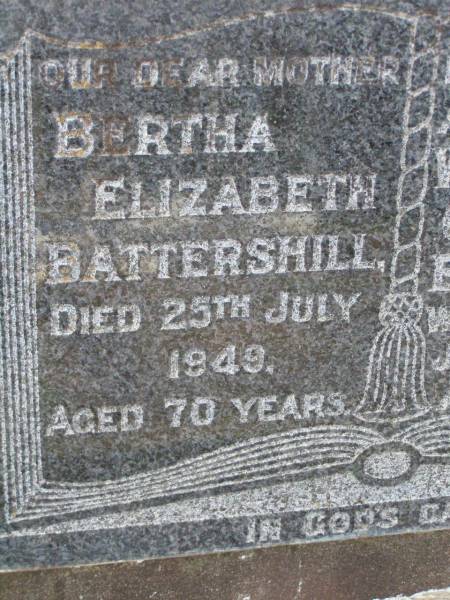 OUR DEAR MOTHER
BERTHA
ELIZABETH
BATTERSHILL,
DIED 25TH JULY
1949.
AGED 70 YEARS.
IN GOD'S